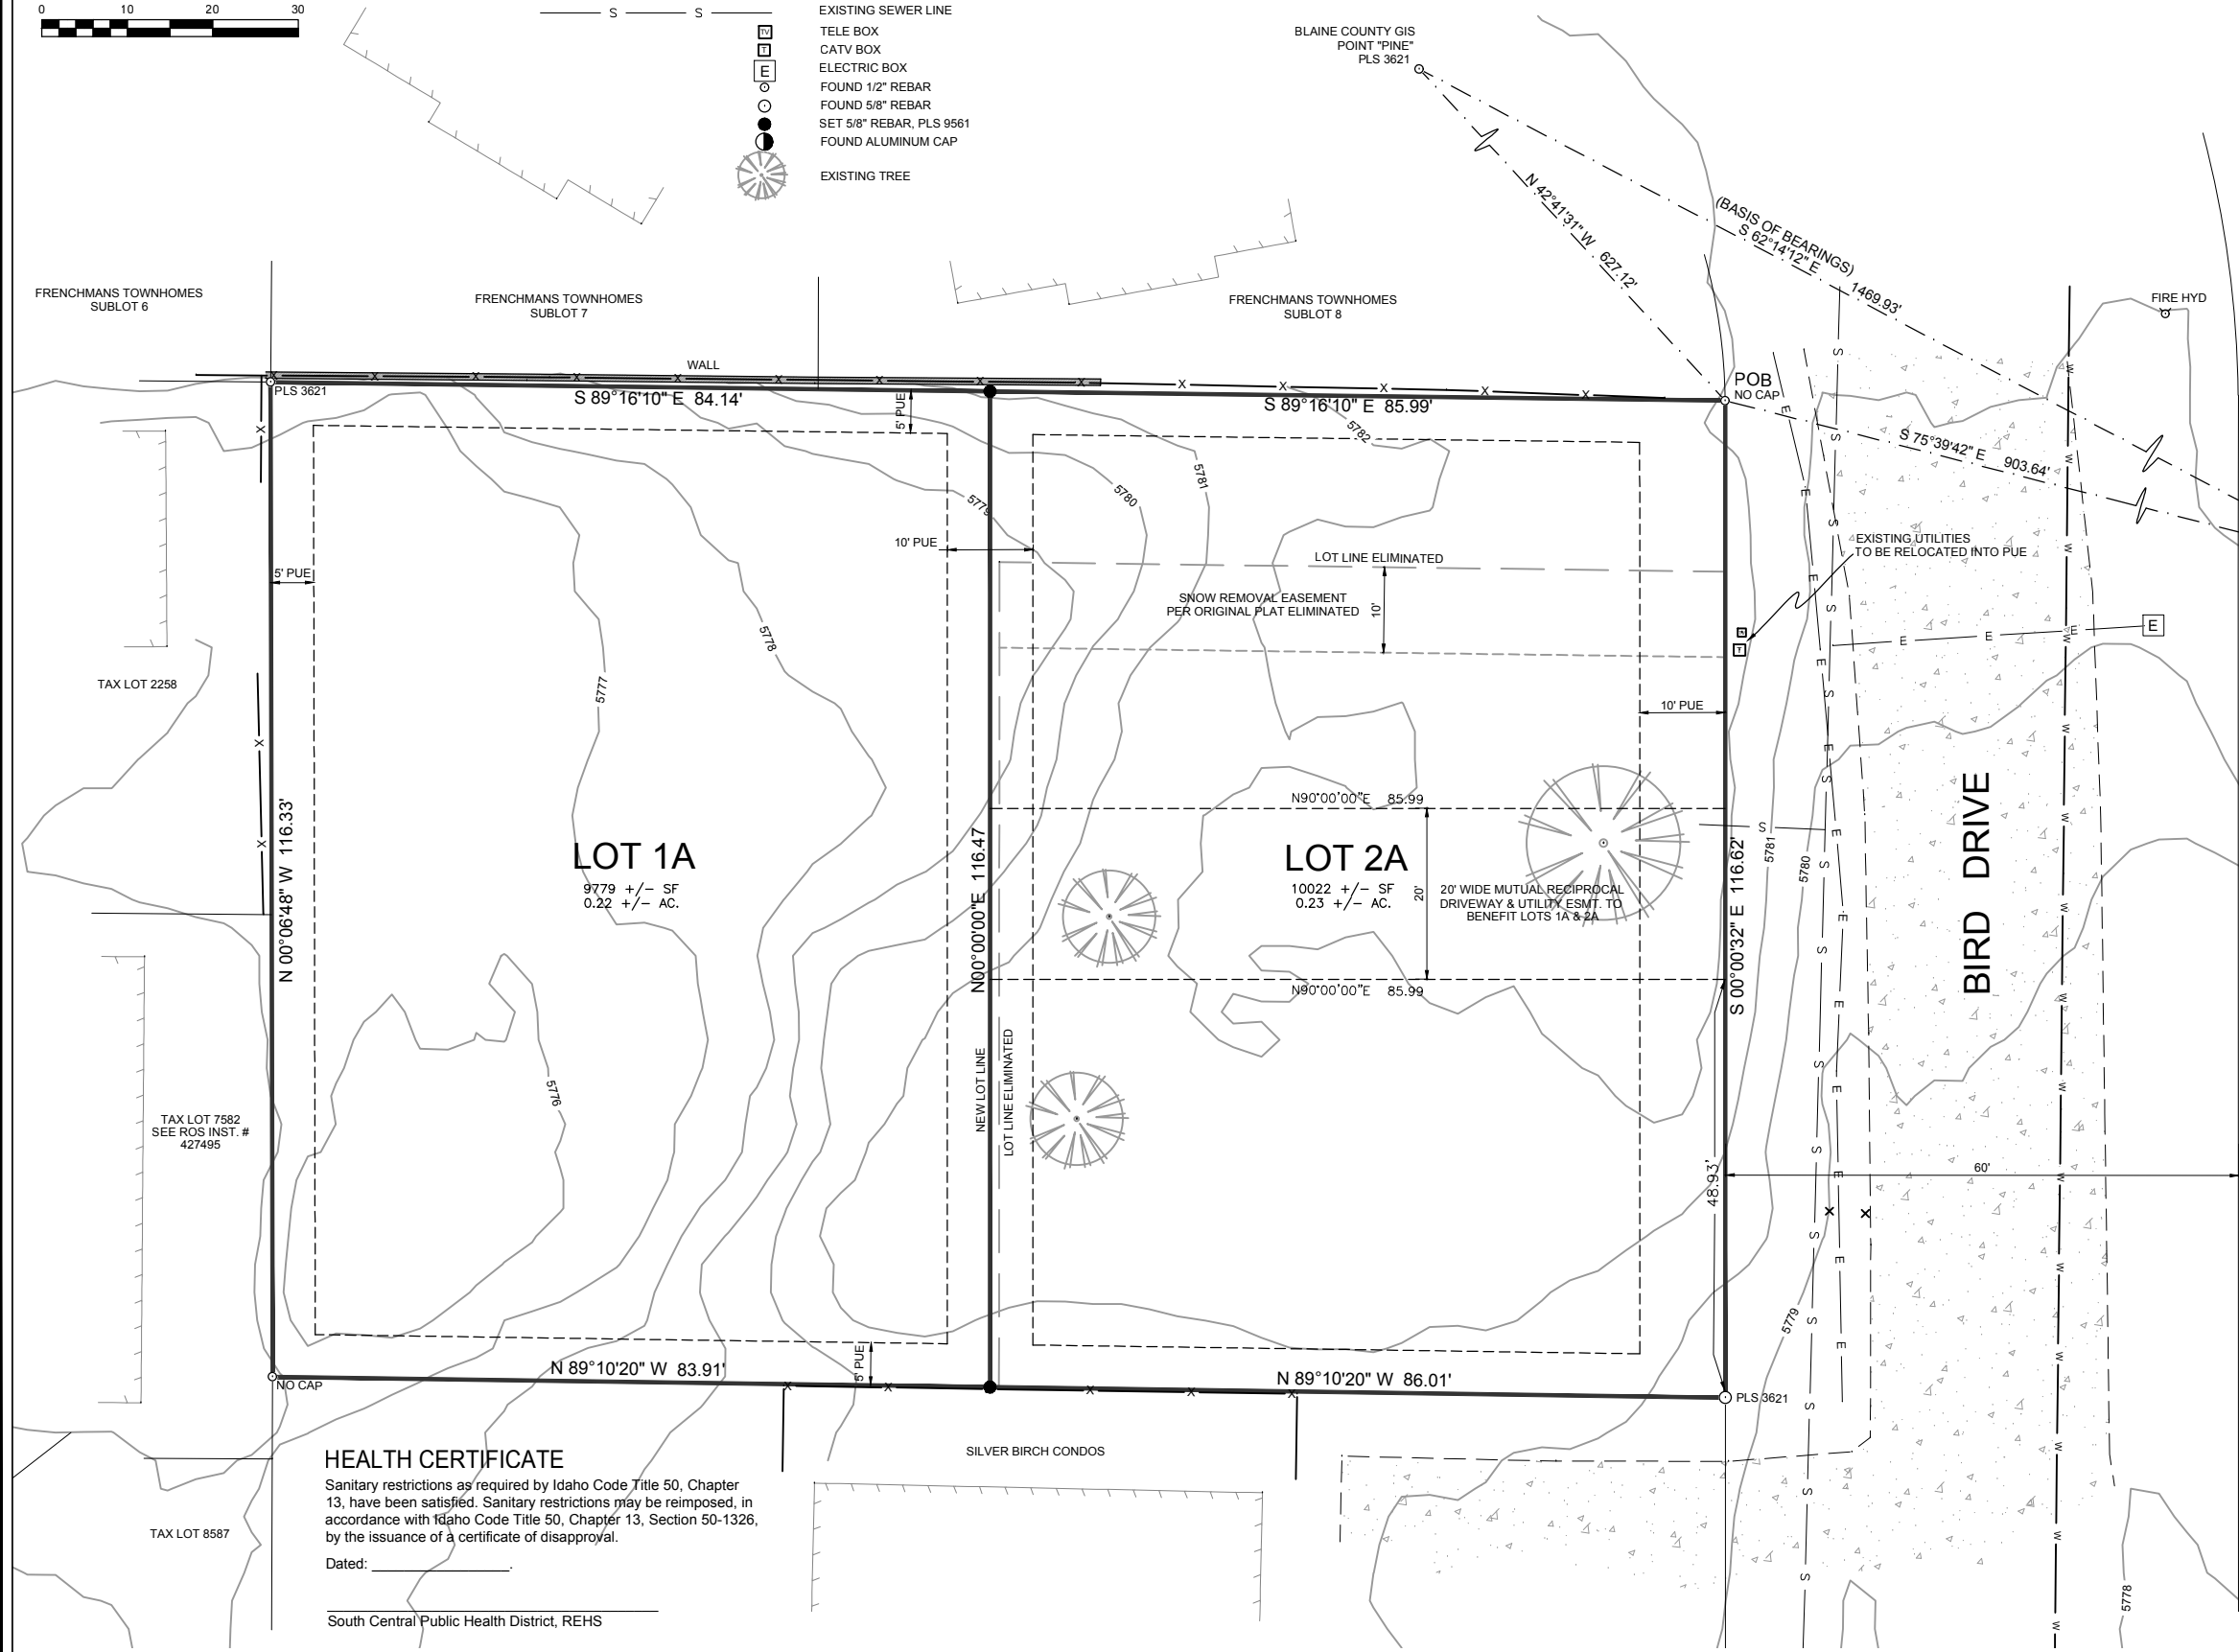 0 10 20 30
S S
EXISTING SEWER LINE
TV
TELE BOX
T
CATV BOX
E
ELECTRIC BOX
FOUND 1/2" REBAR
FOUND 5/8" REBAR
SET 5/8" REBAR, PLS 9561
FOUND ALUMINUM CAP
EXISTING TREE
BLAINE COUNTY GIS
POINT "PINE"
PLS 3621
N 42°41'31" W 627.12'
(BASIS OF BEARINGS)
S 62°14'12" E 1469.93'
FIRE HYD
FRENCHMANS TOWNHOMES
SUBLOT 6
FRENCHMANS TOWNHOMES
SUBLOT 7
FRENCHMANS TOWNHOMES
SUBLOT 8
WALL
PLS 3621
S 89°16'10" E 84.14'
5' PUE
S 89°16'10" E 85.99'
POB
NO CAP
S 75°39'42" E 903.64'
5782
5781
5780
5779
10' PUE
5' PUE
LOT LINE ELIMINATED
EXISTING UTILITIES
TO BE RELOCATED INTO PUE
SNOW REMOVAL EASEMENT
PER ORIGINAL PLAT ELIMINATED
10'
5778
5777
T
E
TAX LOT 2258
10' PUE
N90°00'00"E 85.99
LOT 1A
9779 +/- SF
0.22 +/- AC.
N 00°06'48" W 116.33'
N00°00'00"E 116.47
LOT 2A
10022 +/- SF
0.23 +/- AC.
20'
20' WIDE MUTUAL RECIPROCAL
DRIVEWAY & UTILITY ESMT. TO
BENEFIT LOTS 1A & 2A
S 00°00'32" E 116.62'
5781
5780
BIRD DRIVE
N90°00'00"E 85.99
NEW LOT LINE
LOT LINE ELIMINATED
5776
TAX LOT 7582
SEE ROS INST. #
427495
48.93'
60'
5779
NO CAP
N 89°10'20" W 83.91'
5' PUE
N 89°10'20" W 86.01'
PLS 3621
SILVER BIRCH CONDOS
HEALTH CERTIFICATE
Sanitary restrictions as required by Idaho Code Title 50, Chapter
13, have been satisfied. Sanitary restrictions may be reimposed, in
accordance with Idaho Code Title 50, Chapter 13, Section 50-1326,
by the issuance of a certificate of disapproval.
Dated: .
South Central Public Health District, REHS
TAX LOT 8587
5778